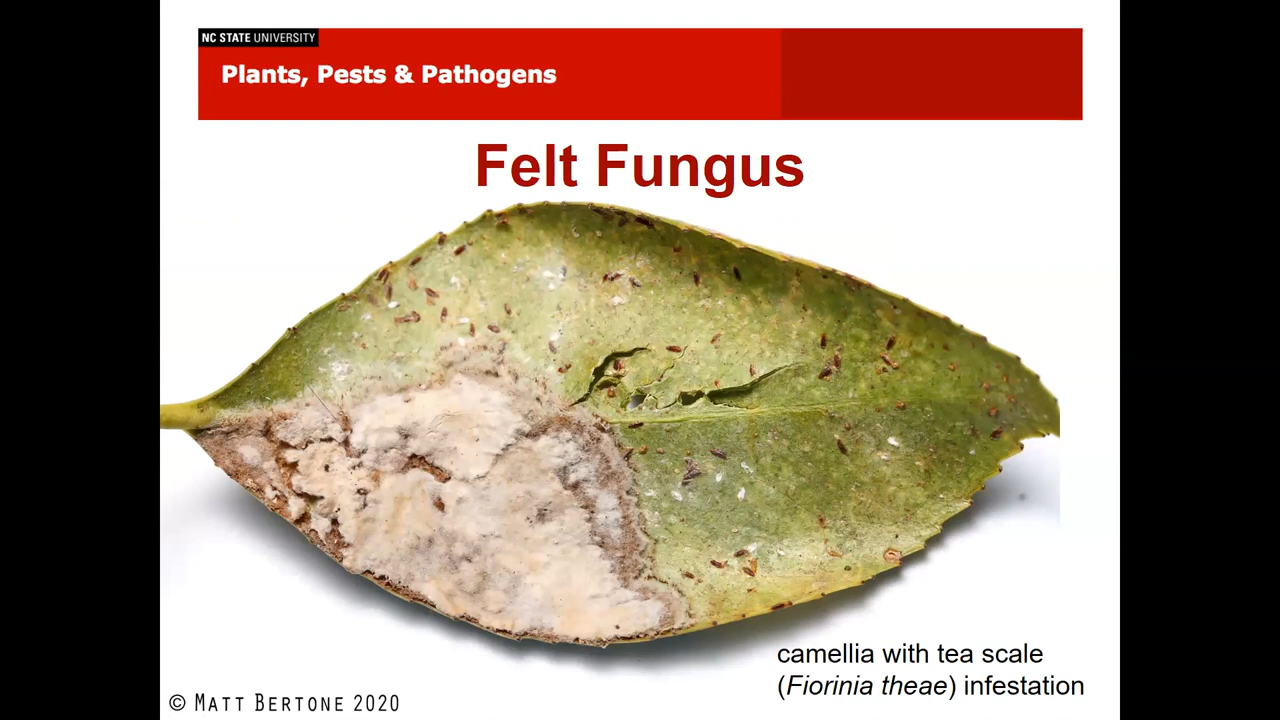 NC STATE UNIVERSITY
Plants, Pests & Pathogens
Felt Fungus
camellia with tea scale
(Fiorinia theae) infestation
© MATT BERTONE 2020